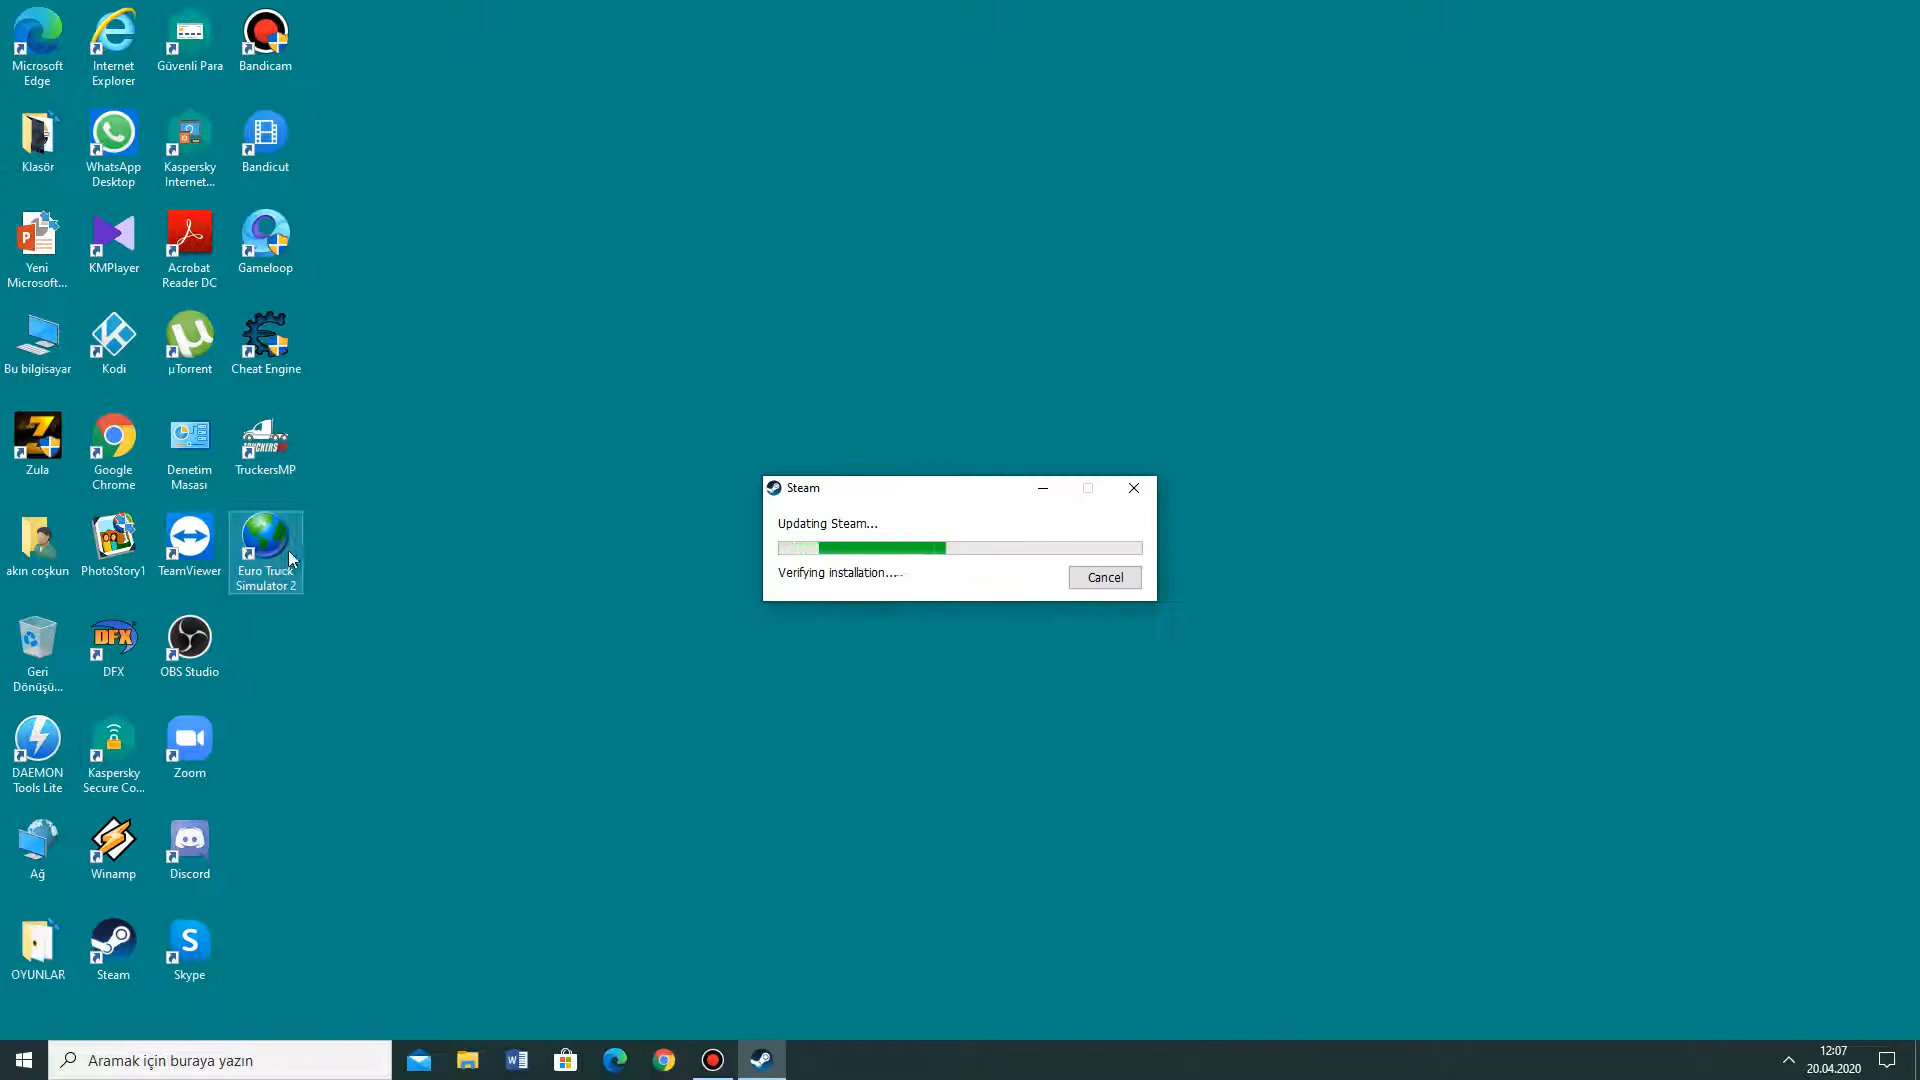 Microsoft
Edge
Internet
Explorer
Güvenli Para
Bandicam
Klasör
WhatsApp
Desktop
Kaspersky
Internet...
Bandicut
Yeni
Microsoft...
KMPlayer
Acrobat
Reader DC
Gameloop
Bu bilgisayar
Kodi
µTorrent
Cheat Engine
Zula
Google
Chrome
Denetim
Masası
TruckersMP
akın coşkun
PhotoStory1
TeamViewer
Euro Truck
Simulator 2
Geri
Dönüşü...
DFX
DFX
OBS Studio
DAEMON
Tools Lite
Kaspersky
Secure Co...
Zoom
Ağ
Winamp
Discord
OYUNLAR
Steam
Skype
Steam
Updating Steam...
Verifying installation...
Cancel
Aramak için buraya yazın
12:07
20.04.2020